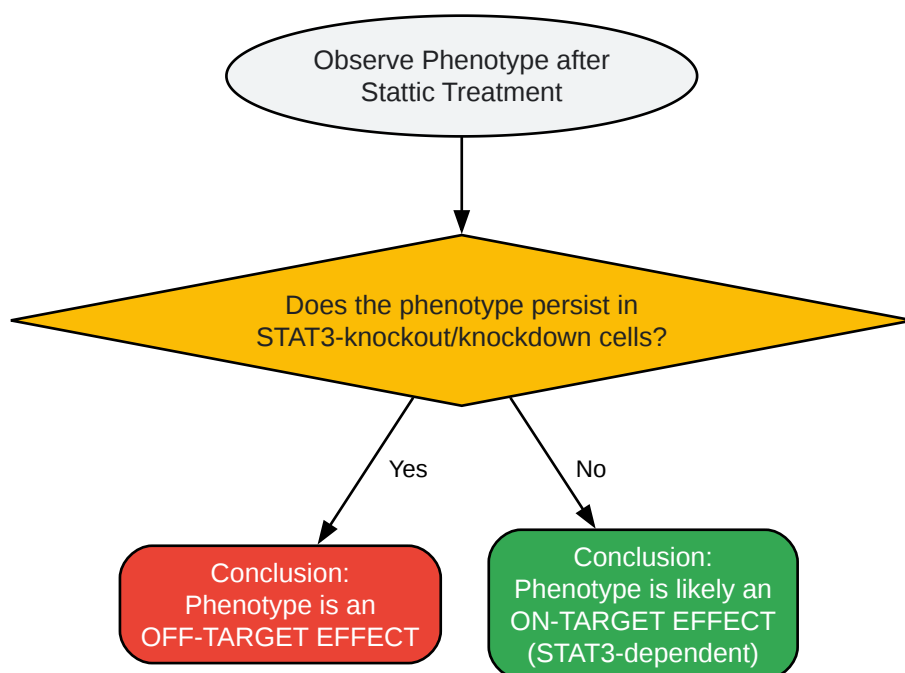 Observe Phenotype after
Stattic Treatment
Does the phenotype persist in
STAT3-knockout/knockdown cells?
Yes
No
Conclusion:
Phenotype is an
OFF-TARGET EFFECT
Conclusion:
Phenotype is likely an
ON-TARGET EFFECT
(STAT3-dependent)